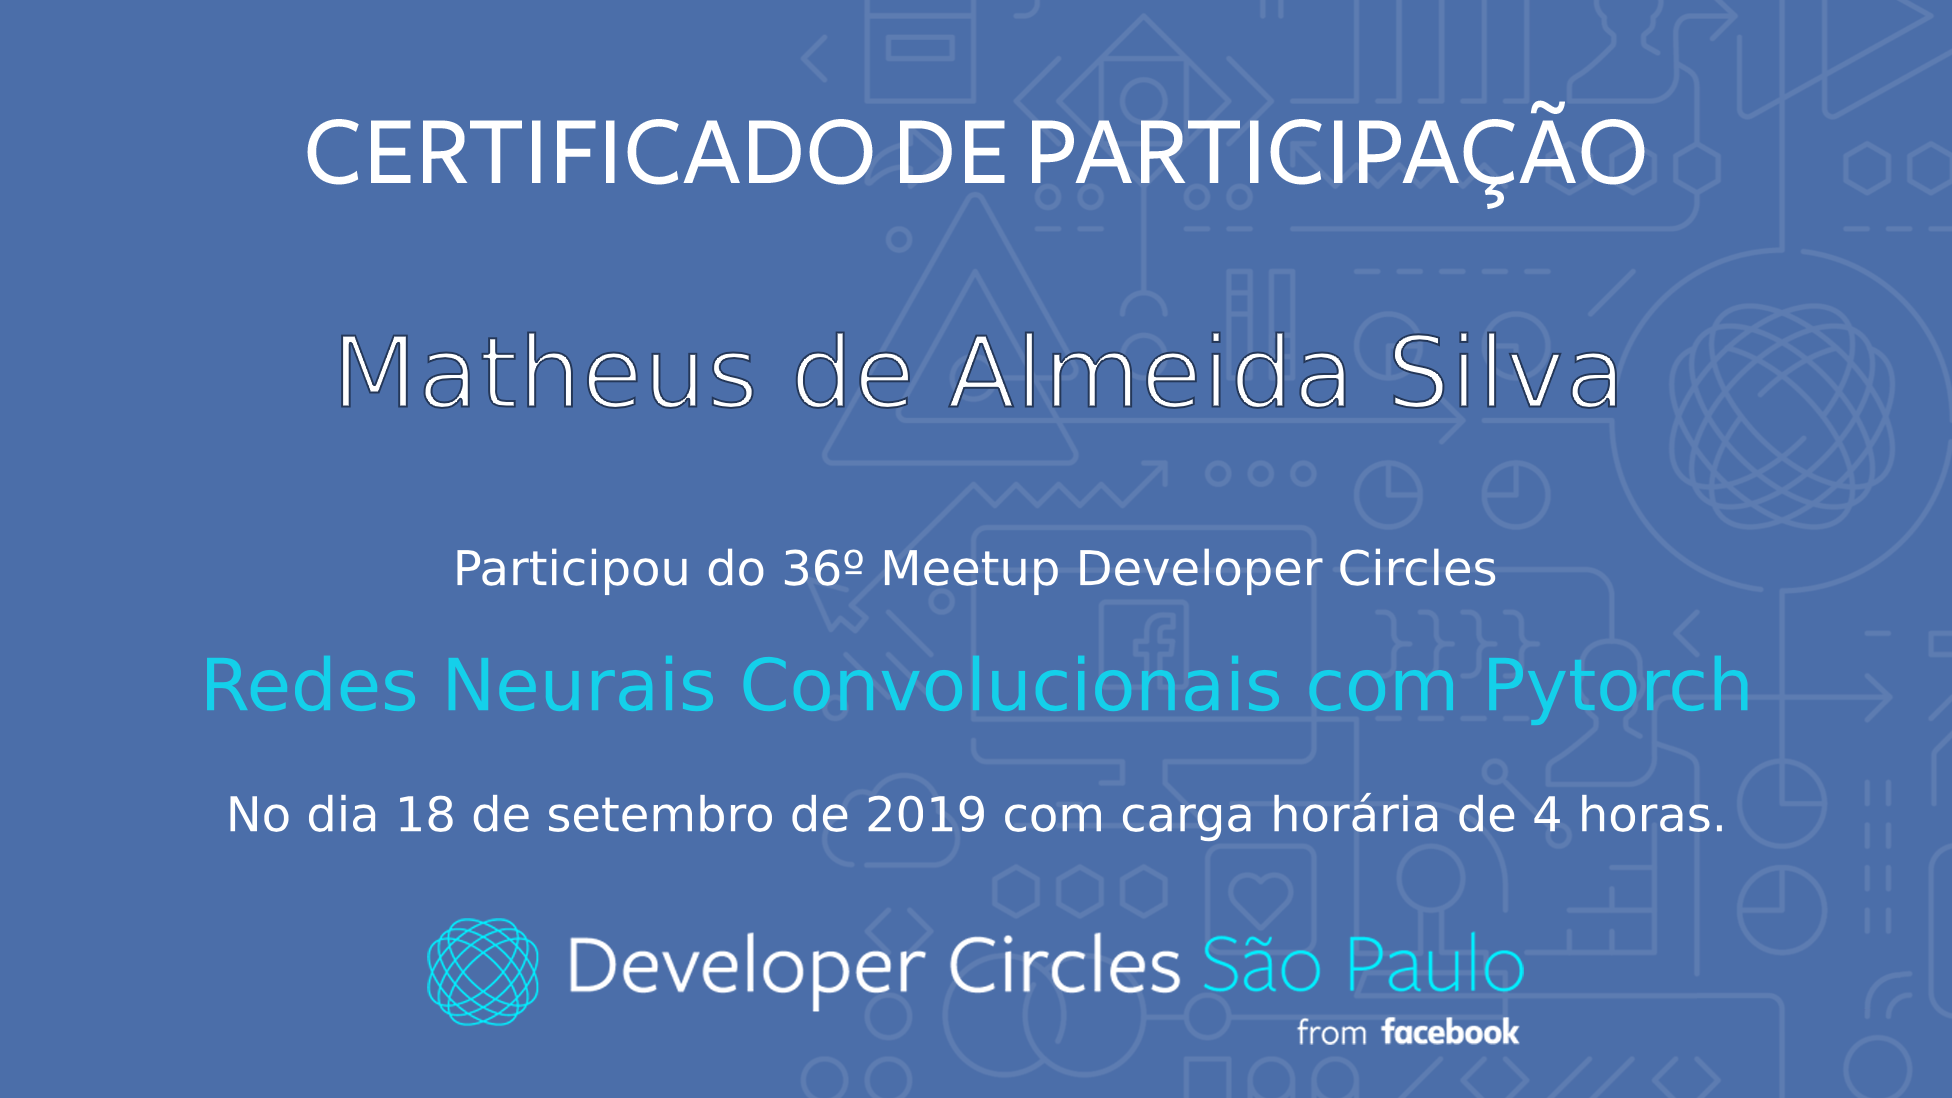 CERTIFICADO DE PARTICIPAÇÃO
Matheus de Almeida Silva
Participou do 36º Meetup Developer Circles
Redes Neurais Convolucionais com Pytorch
No dia 18 de setembro de 2019 com carga horária de 4 horas.
Developer Circles São Paulo
from facebook